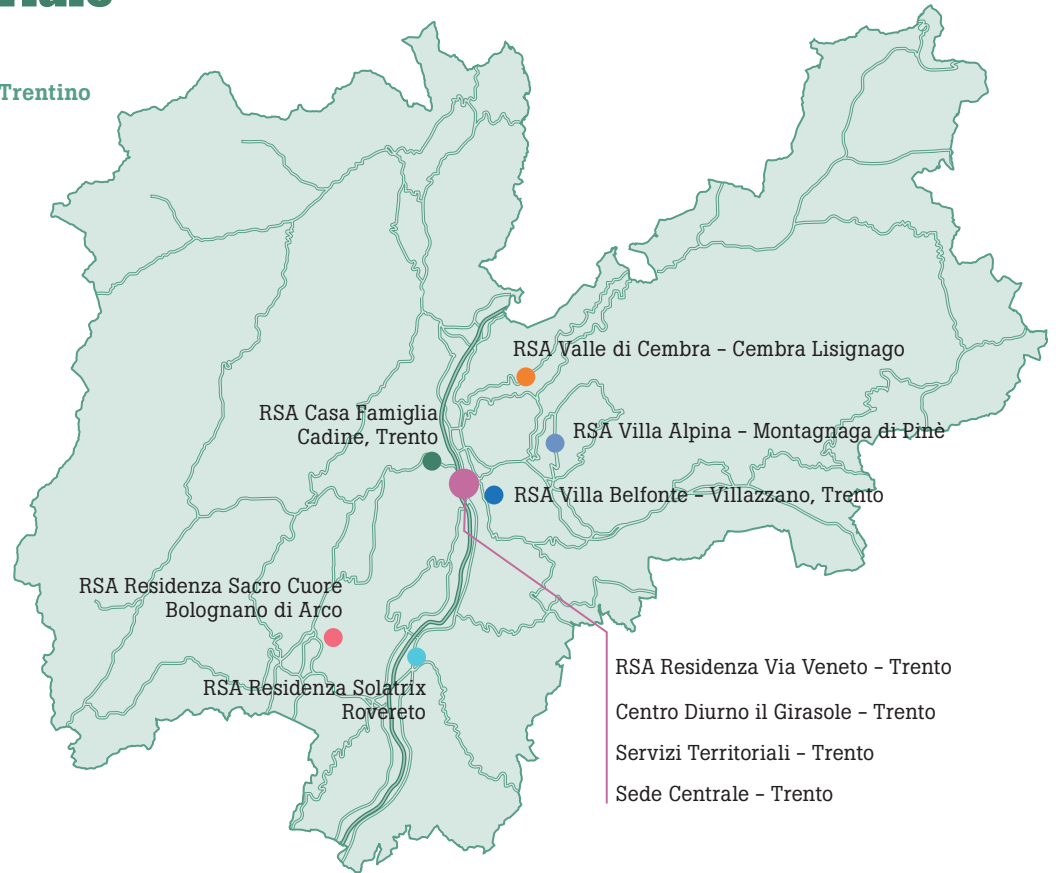 Trentino
RSA Valle di Cembra – Cembra Lisignago
RSA Casa Famiglia
Cadine, Trento
RSA Villa Alpina – Montagnaga di Pinè
RSA Villa Belfonte – Villazzano, Trento
RSA Residenza Sacro Cuore
Bolognano di Arco
RSA Residenza Solatrix
Rovereto
RSA Residenza Via Veneto – Trento
Centro Diurno il Girasole – Trento
Servizi Territoriali – Trento
Sede Centrale – Trento